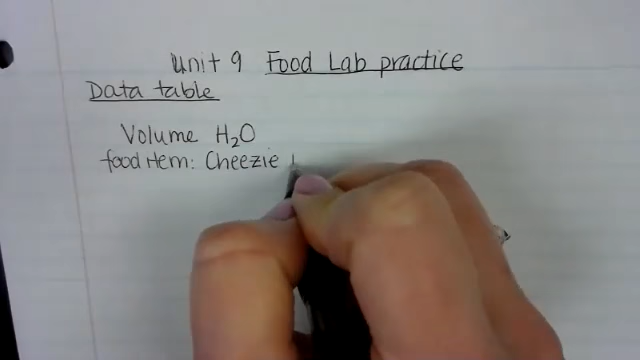 Unit 9 Food Lab practice
Data table
Volume H₂O
food item: Cheezie